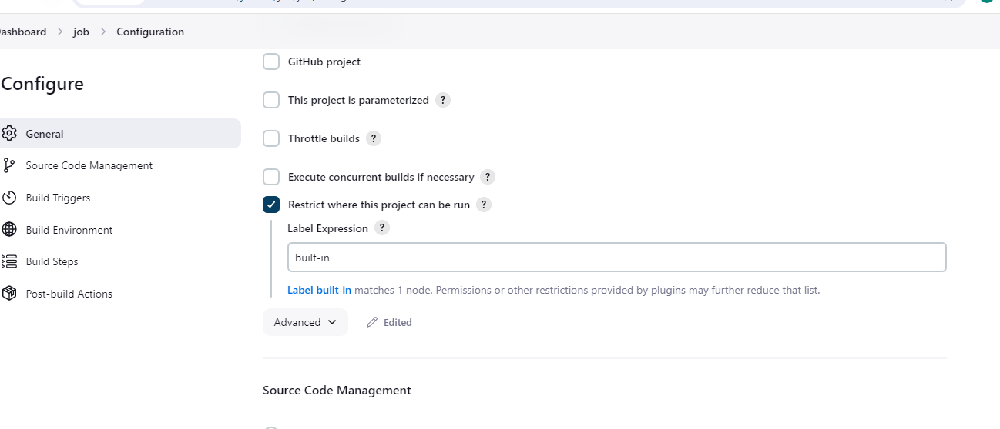 Dashboard > job > Configuration
Configure
General
Source Code Management
Build Triggers
Build Environment
Build Steps
Post-build Actions
GitHub project
This project is parameterized ?
Throttle builds ?
Execute concurrent builds if necessary ?
Restrict where this project can be run ?
Label Expression ?
built-in
Label built-in matches 1 node. Permissions or other restrictions provided by plugins may further reduce that list.
Advanced
Edited
Source Code Management